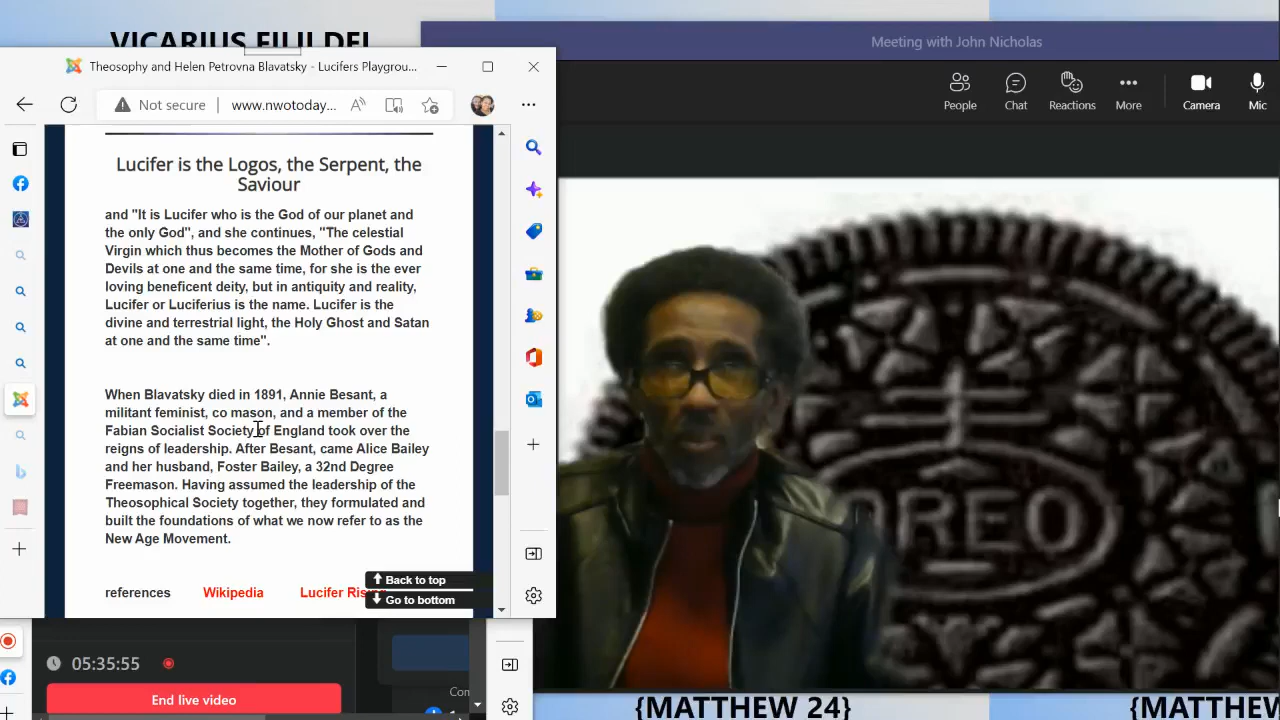 VICARIUS FILII DEI
Meeting with John Nicholas
Theosophy and Helen Petrovna Blavatsky - Lucifers Playgrou...
Not secure
www.nwotoday...
People
Chat
Reactions
More
Camera
Mic
Lucifer is the Logos, the Serpent, the
Saviour
and "It is Lucifer who is the God of our planet and
the only God", and she continues, "The celestial
Virgin which thus becomes the Mother of Gods and
Devils at one and the same time, for she is the ever
loving beneficent deity, but in antiquity and reality,
Lucifer or Luciferius is the name. Lucifer is the
divine and terrestrial light, the Holy Ghost and Satan
at one and the same time".
When Blavatsky died in 1891, Annie Besant, a
militant feminist, co mason, and a member of the
Fabian Socialist Society of England took over the
reigns of leadership. After Besant, came Alice Bailey
and her husband, Foster Bailey, a 32nd Degree
Freemason. Having assumed the leadership of the
Theosophical Society together, they formulated and
built the foundations of what we now refer to as the
New Age Movement.
references Wikipedia Lucifer Rising
Back to top
Go to bottom
OREO
05:35:55
End live video
Com
{MATTHEW 24}
{MATTHEW